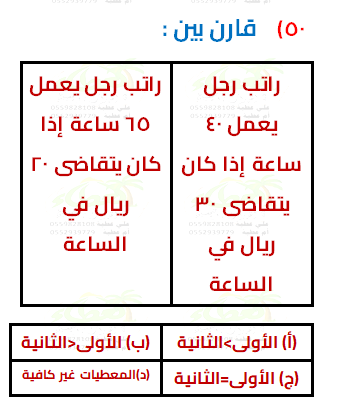 ٥٠) قارن بين :
راتب رجل
يعمل ٤٠
ساعة إذا كان
يتقاضى ٣٠
ريال في
الساعة
راتب رجل يعمل
٦٥ ساعة إذا
كان يتقاضى ٢٠
ريال في
الساعة
(أ) الأولى>الثانية
(ب) الأولى<الثانية
(ج) الأولى=الثانية
(د)المعطيات غير كافية